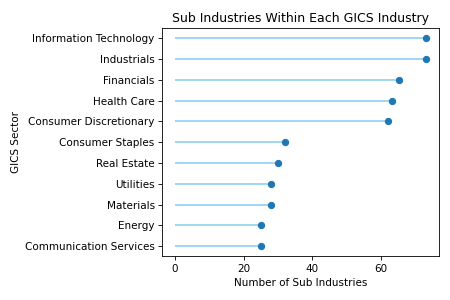 Sub Industries Within Each GICS Industry
GICS Sector
Information Technology
Industrials
Financials
Health Care
Consumer Discretionary
Consumer Staples
Real Estate
Utilities
Materials
Energy
Communication Services
0 20 40 60
Number of Sub Industries